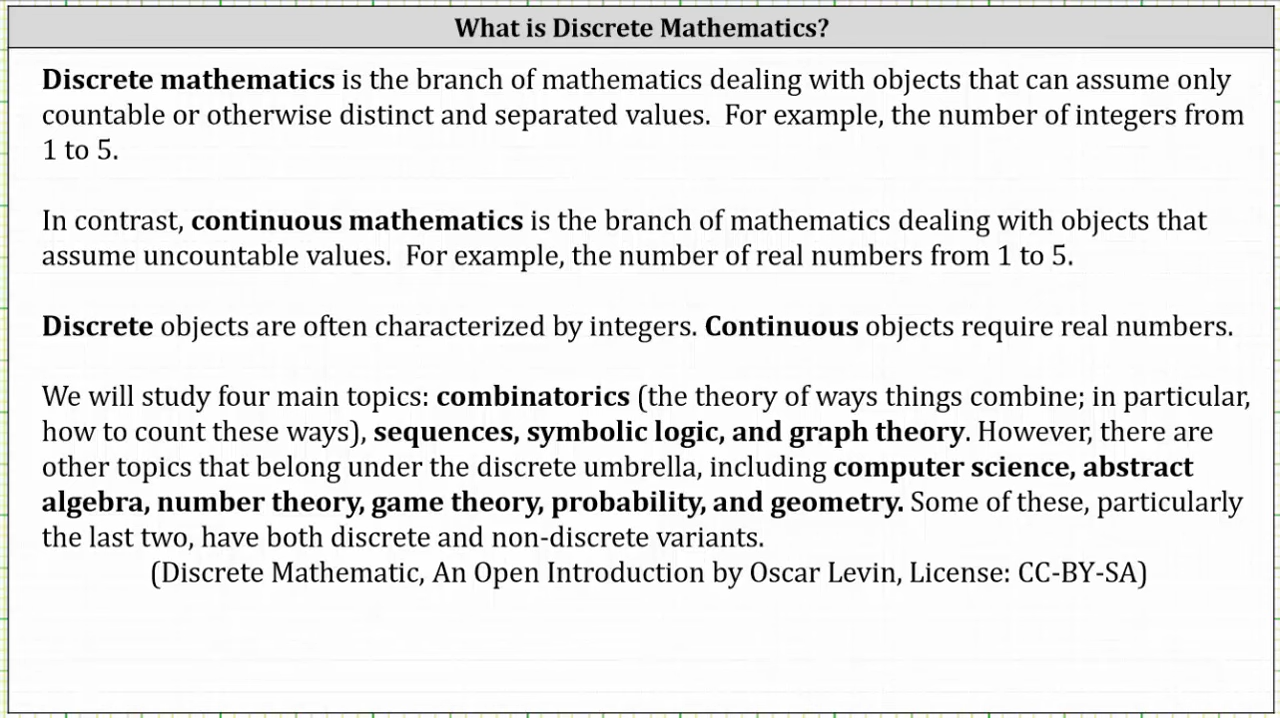 What is Discrete Mathematics?
Discrete mathematics is the branch of mathematics dealing with objects that can assume only
countable or otherwise distinct and separated values.  For example, the number of integers from
1 to 5.
In contrast, continuous mathematics is the branch of mathematics dealing with objects that
assume uncountable values.  For example, the number of real numbers from 1 to 5.
Discrete objects are often characterized by integers. Continuous objects require real numbers.
We will study four main topics: combinatorics (the theory of ways things combine; in particular,
how to count these ways), sequences, symbolic logic, and graph theory. However, there are
other topics that belong under the discrete umbrella, including computer science, abstract
algebra, number theory, game theory, probability, and geometry. Some of these, particularly
the last two, have both discrete and non-discrete variants.
(Discrete Mathematic, An Open Introduction by Oscar Levin, License: CC-BY-SA)